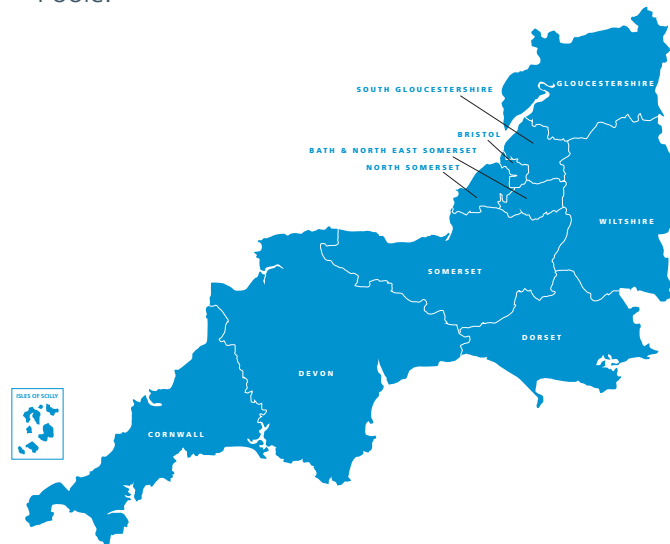 GLOUCESTERSHIRE
SOUTH GLOUCESTERSHIRE
BRISTOL
BATH & NORTH EAST SOMERSET
NORTH SOMERSET
WILTSHIRE
SOMERSET
DORSET
DEVON
ISLES OF SCILLY
CORNWALL